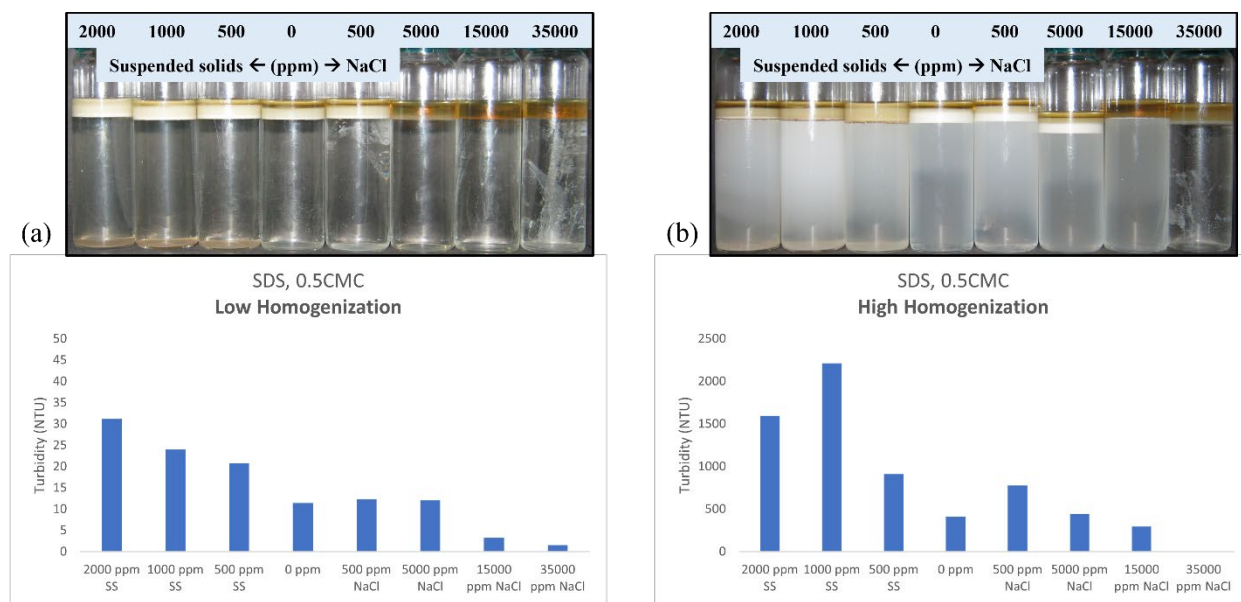 2000 1000 500 0 500 5000 15000 35000
Suspended solids ← (ppm) → NaCl
(a)
SDS, 0.5CMC
Low Homogenization
Turbidity (NTU)
50
45
40
35
30
25
20
15
10
5
0
2000 ppm SS
1000 ppm SS
500 ppm SS
0 ppm
500 ppm NaCl
5000 ppm NaCl
15000 ppm NaCl
35000 ppm NaCl
2000 1000 500 0 500 5000 15000 35000
Suspended solids ← (ppm) → NaCl
(b)
SDS, 0.5CMC
High Homogenization
Turbidity (NTU)
2500
2000
1500
1000
500
0
2000 ppm SS
1000 ppm SS
500 ppm SS
0 ppm
500 ppm NaCl
5000 ppm NaCl
15000 ppm NaCl
35000 ppm NaCl